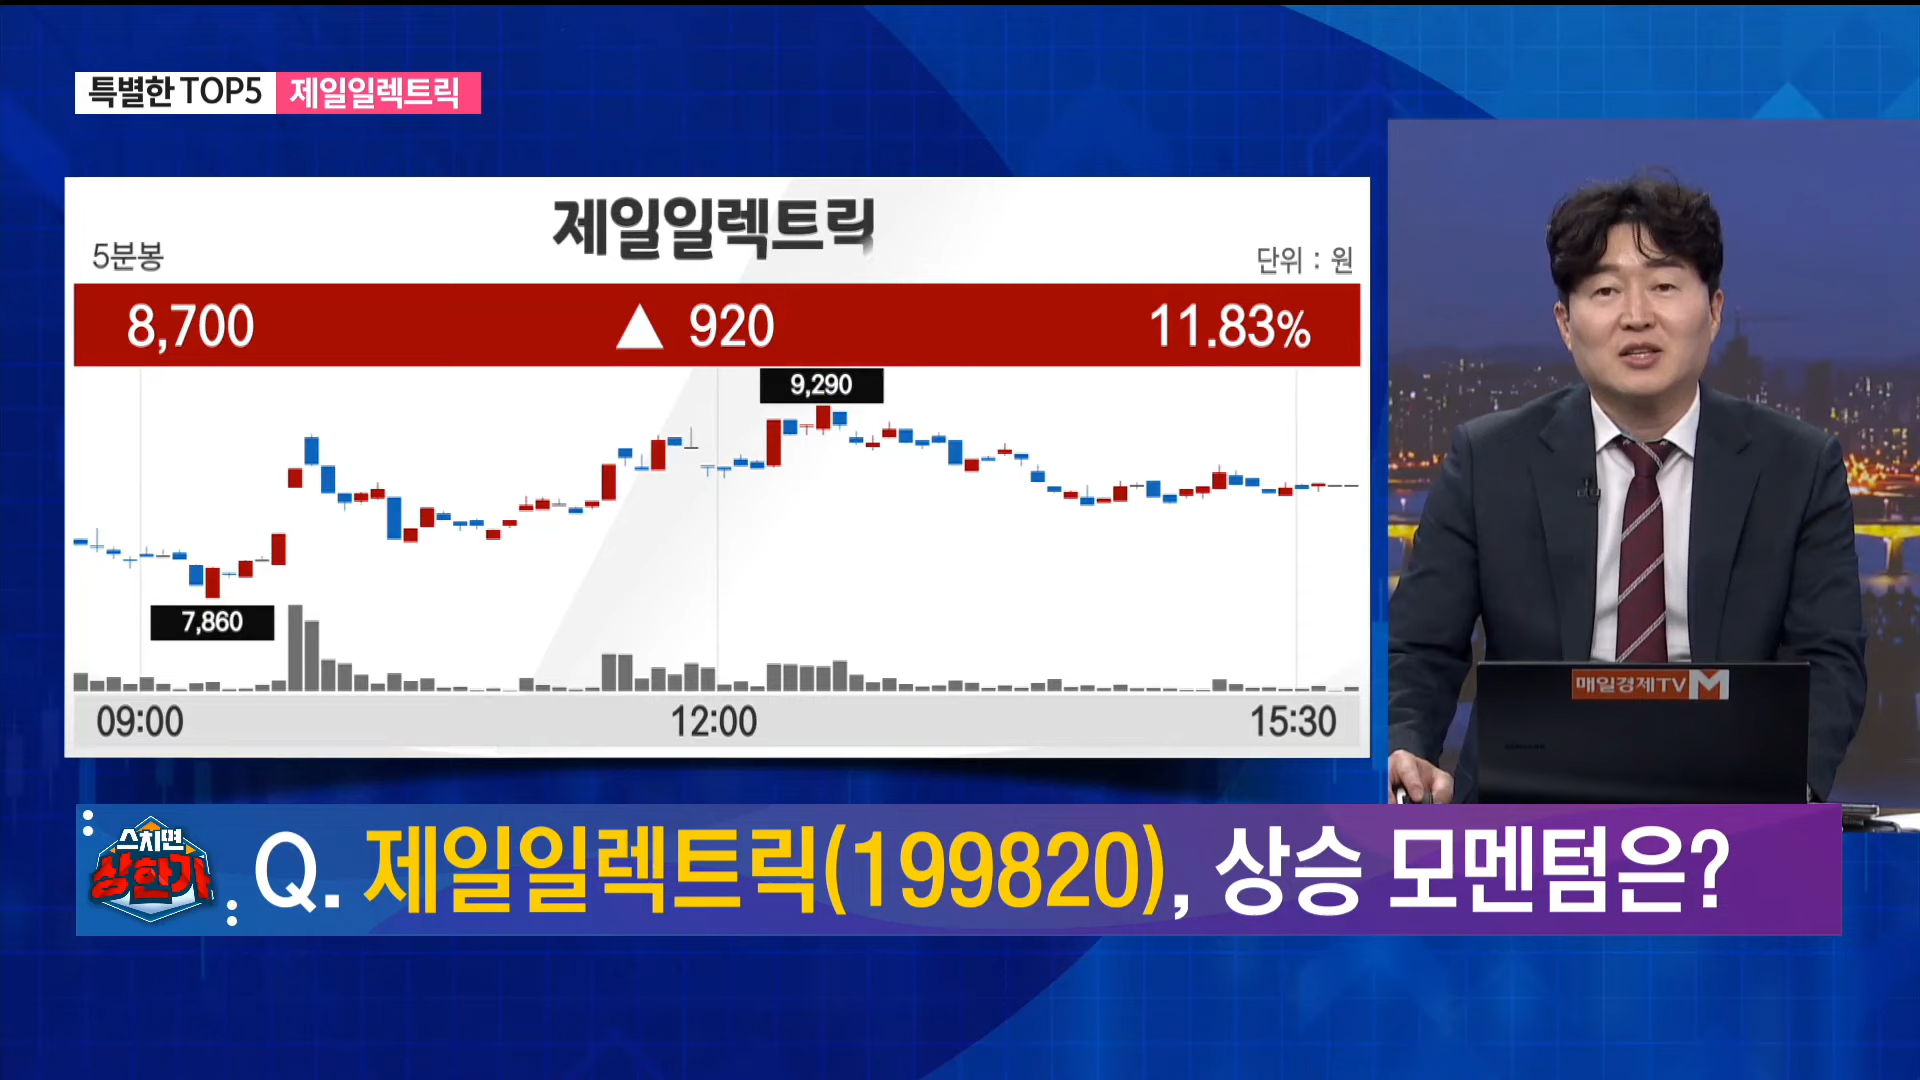 특별한 TOP5 제일일렉트릭
제일일렉트릭
5분봉
단위 : 원
8,700 ▲ 920 11.83%
9,290
7,860
09:00 12:00 15:30
매일경제TV M
스치면
상한가
Q. 제일일렉트릭(199820), 상승 모멘텀은?